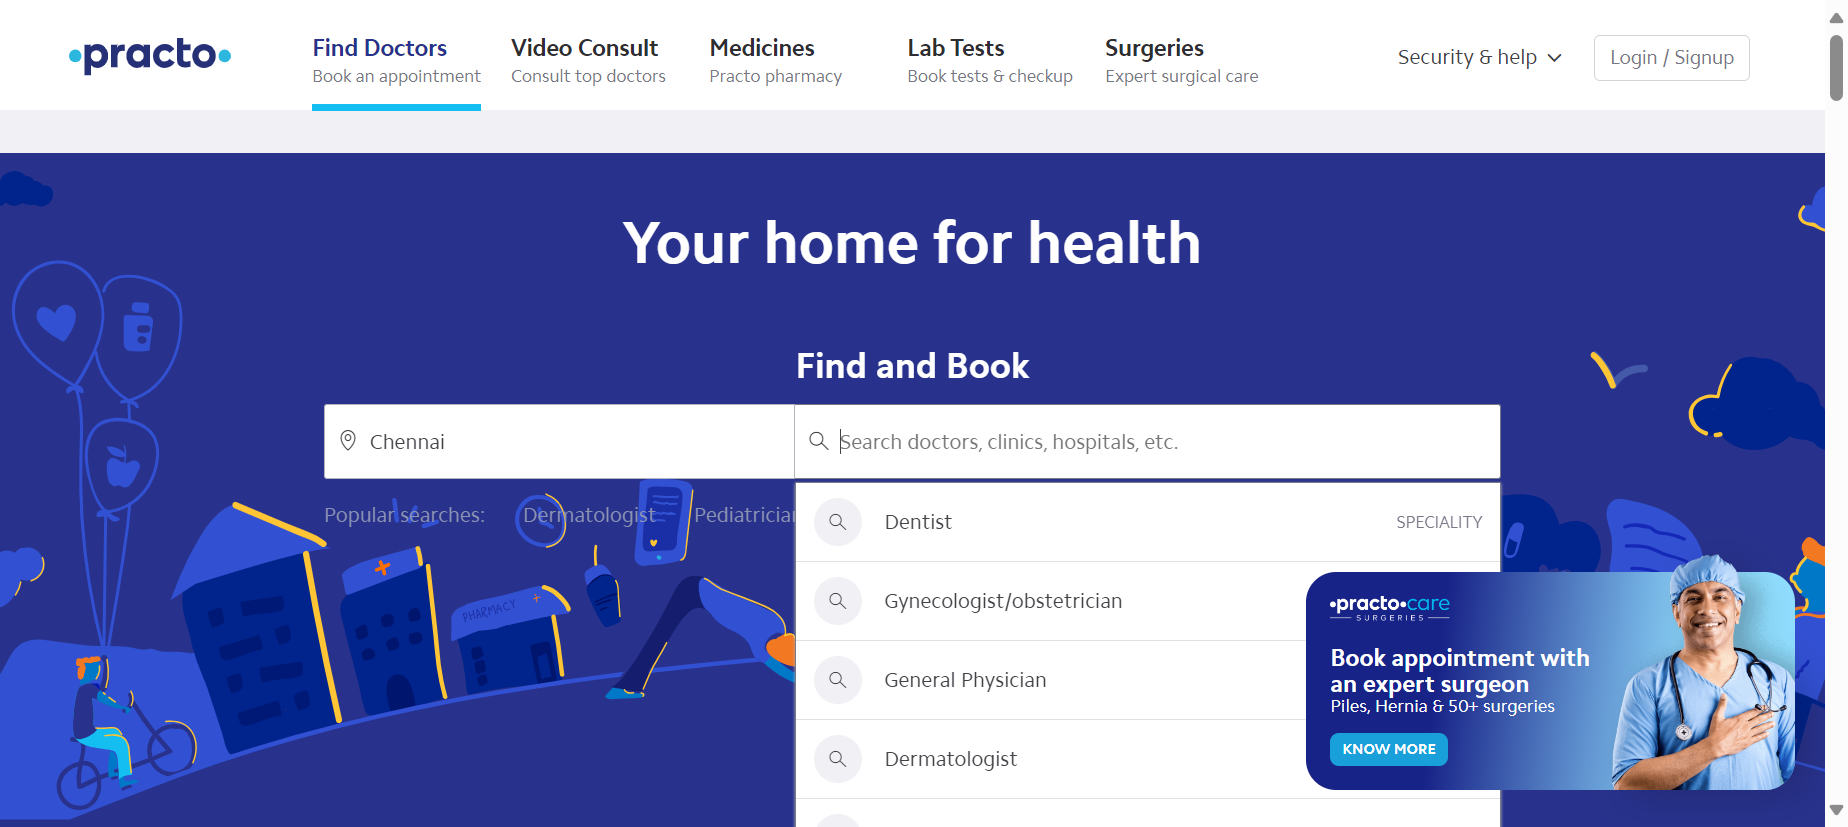 practo
Find Doctors
Book an appointment
Video Consult
Consult top doctors
Medicines
Practo pharmacy
Lab Tests
Book tests & checkup
Surgeries
Expert surgical care
Security & help
Login / Signup
Your home for health
Find and Book
Chennai
Search doctors, clinics, hospitals, etc.
Popular searches: Dermatologist Pediatrician
Dentist SPECIALITY
Gynecologist/obstetrician
General Physician
Dermatologist
PHARMACY
practo care
SURGERIES
Book appointment with
an expert surgeon
Piles, Hernia & 50+ surgeries
KNOW MORE